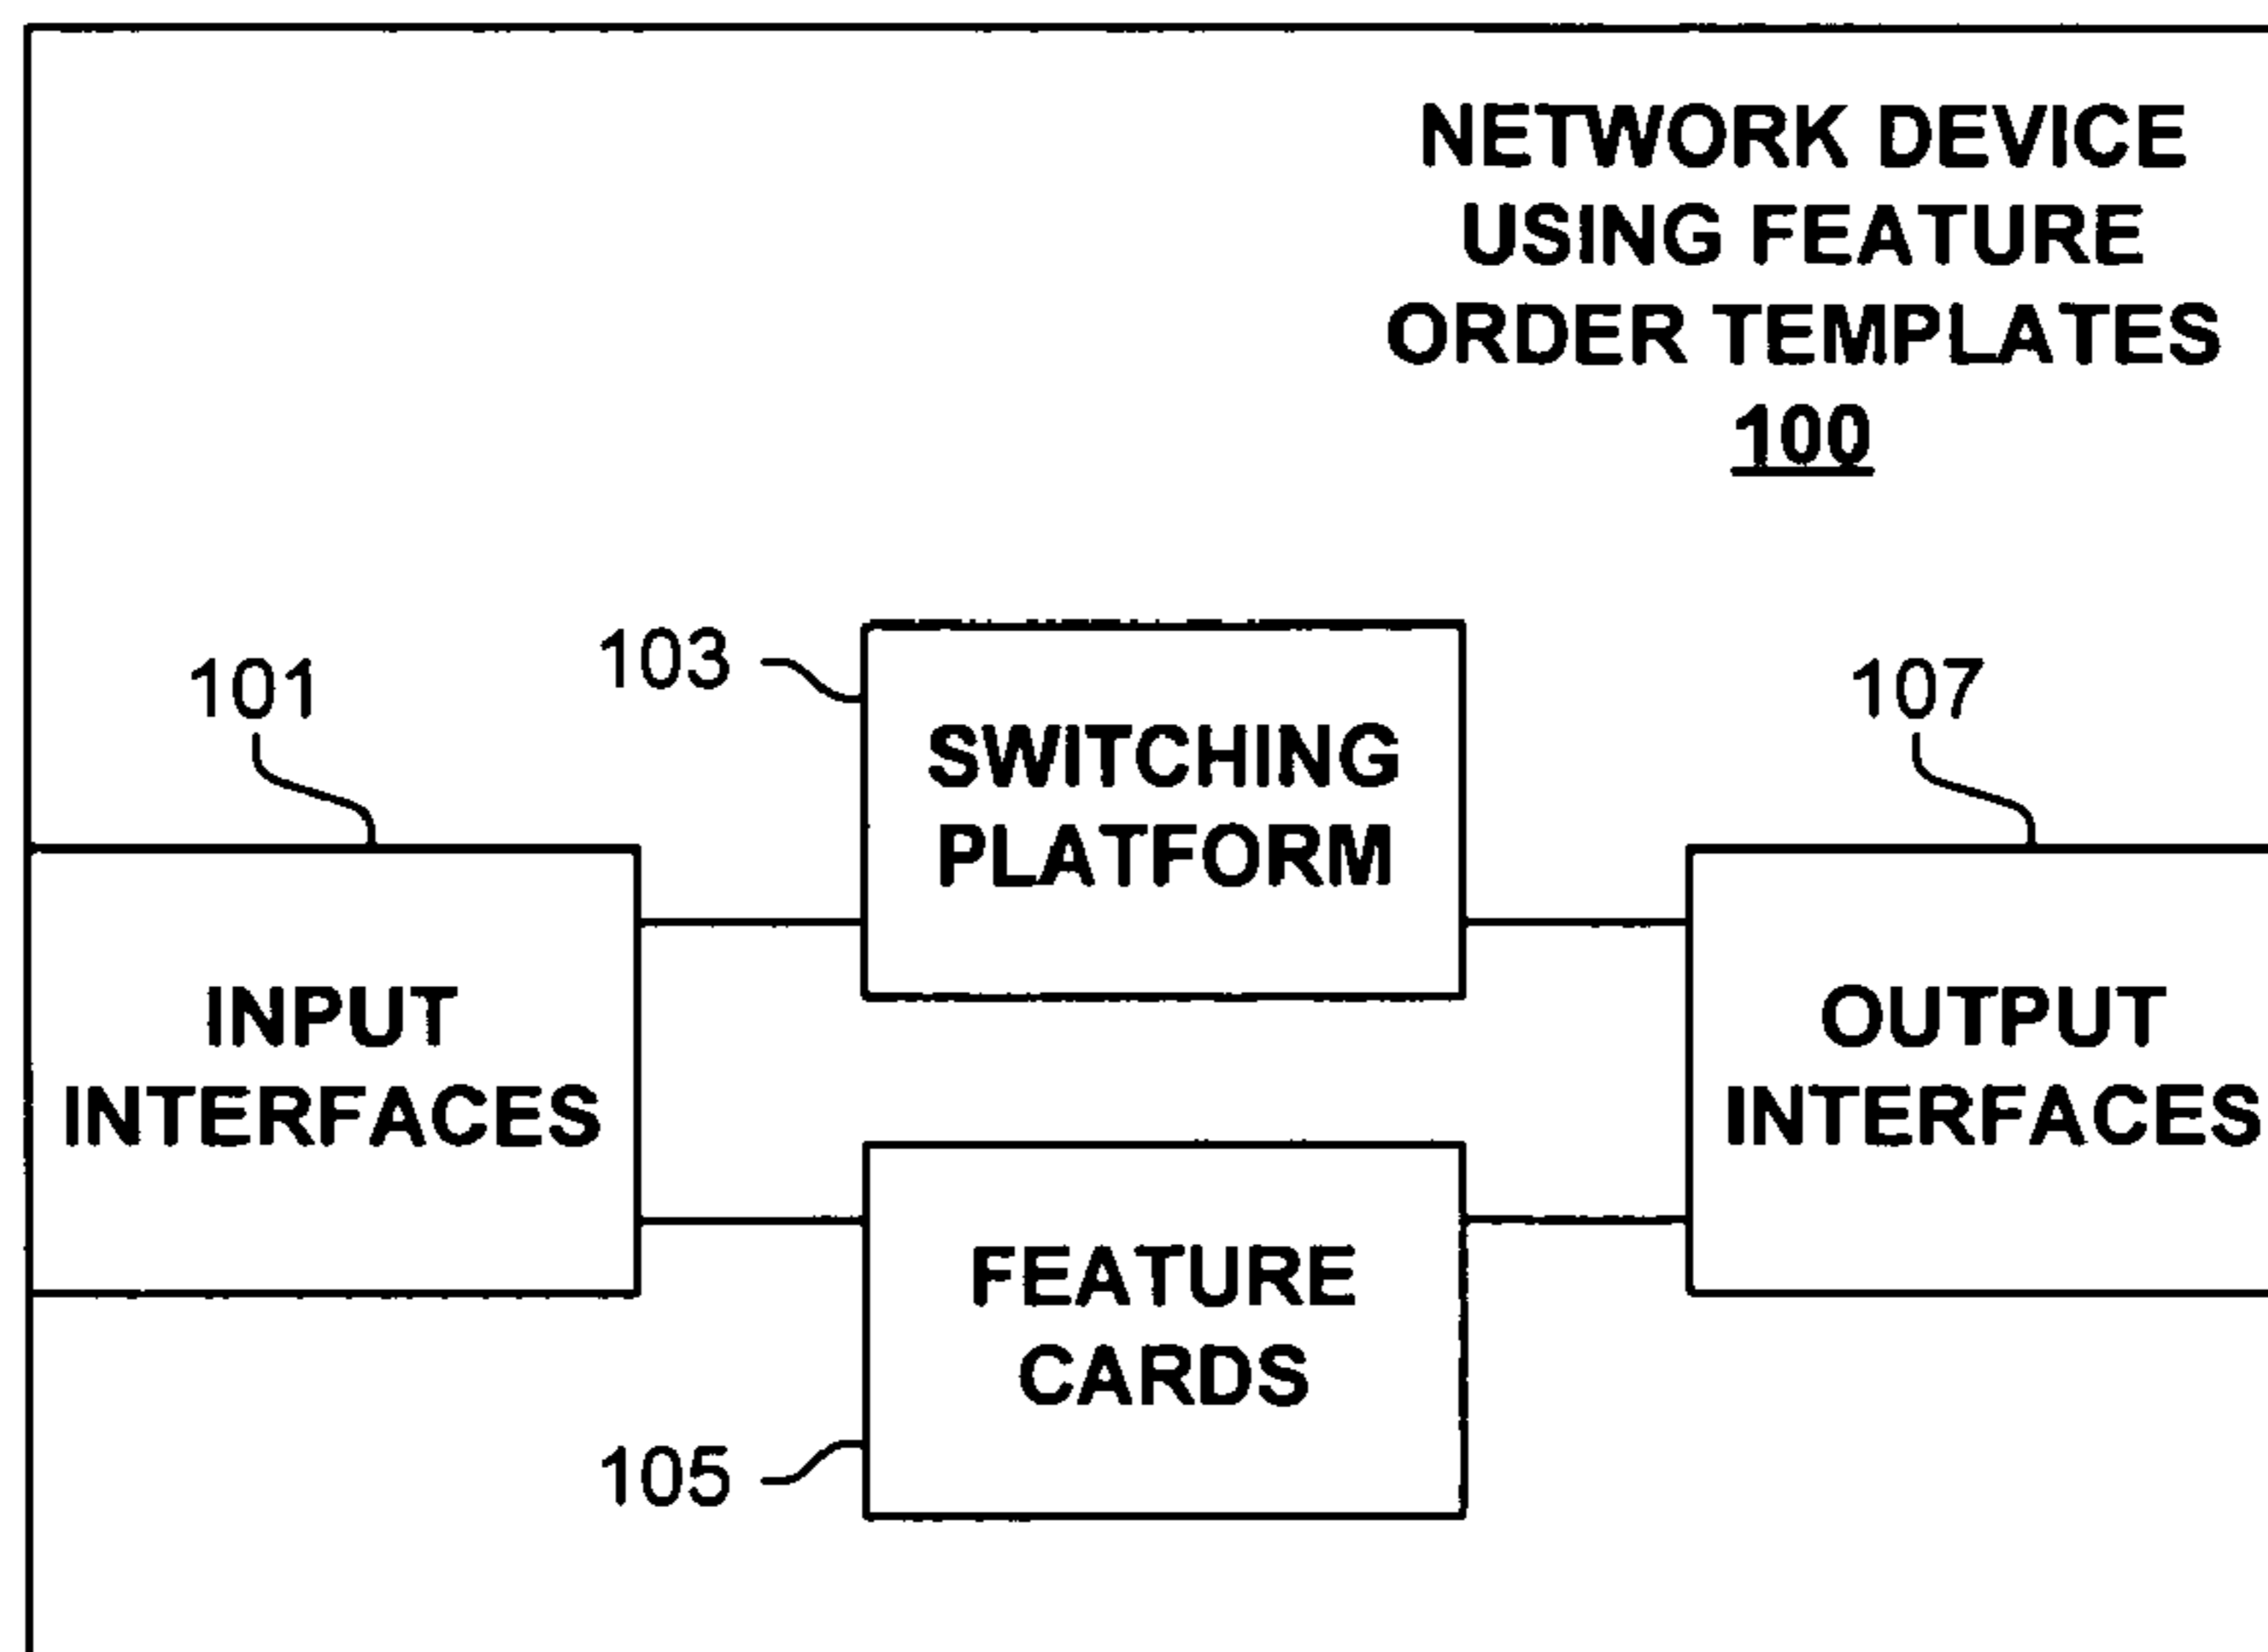 NETWORK DEVICE
USING FEATURE
ORDER TEMPLATES
100
103
101
107
SWITCHING
PLATFORM
INPUT
INTERFACES
OUTPUT
INTERFACES
FEATURE
CARDS
105